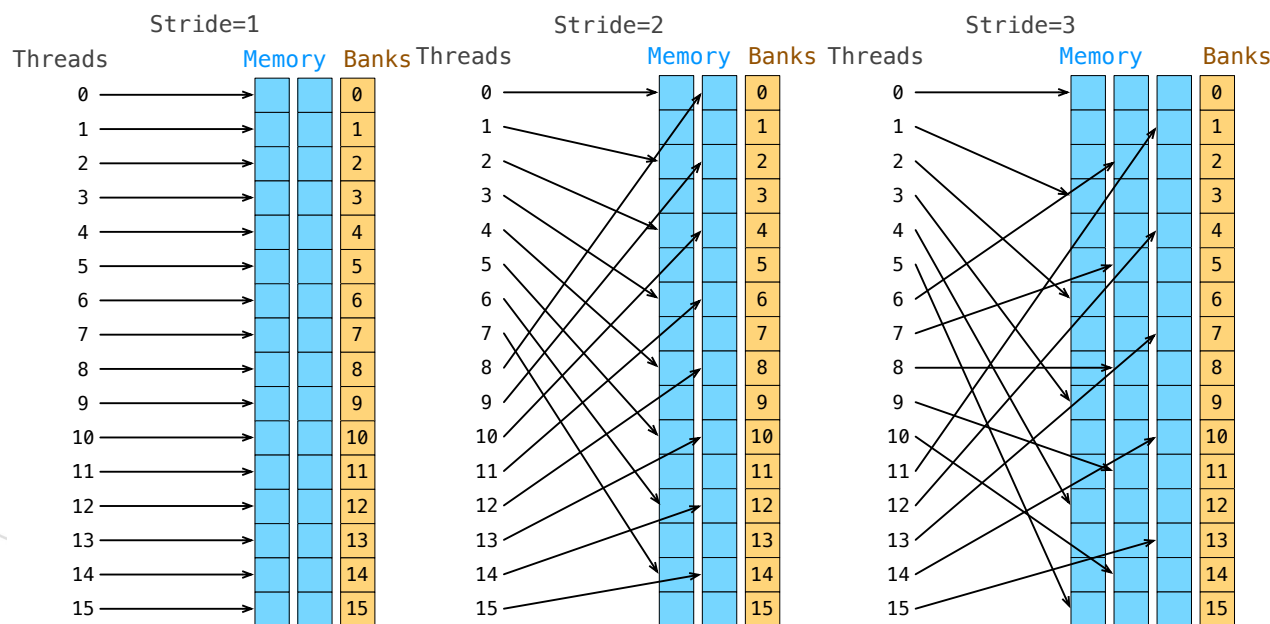 Stride=1 Stride=2 Stride=3
Threads Memory Banks Threads Memory Banks Threads Memory Banks
0 0 0 0 0 0
1 1 1 1 1 1
2 2 2 2 2 2
3 3 3 3 3 3
4 4 4 4 4 4
5 5 5 5 5 5
6 6 6 6 6 6
7 7 7 7 7 7
8 8 8 8 8 8
9 9 9 9 9 9
10 10 10 10 10 10
11 11 11 11 11 11
12 12 12 12 12 12
13 13 13 13 13 13
14 14 14 14 14 14
15 15 15 15 15 15